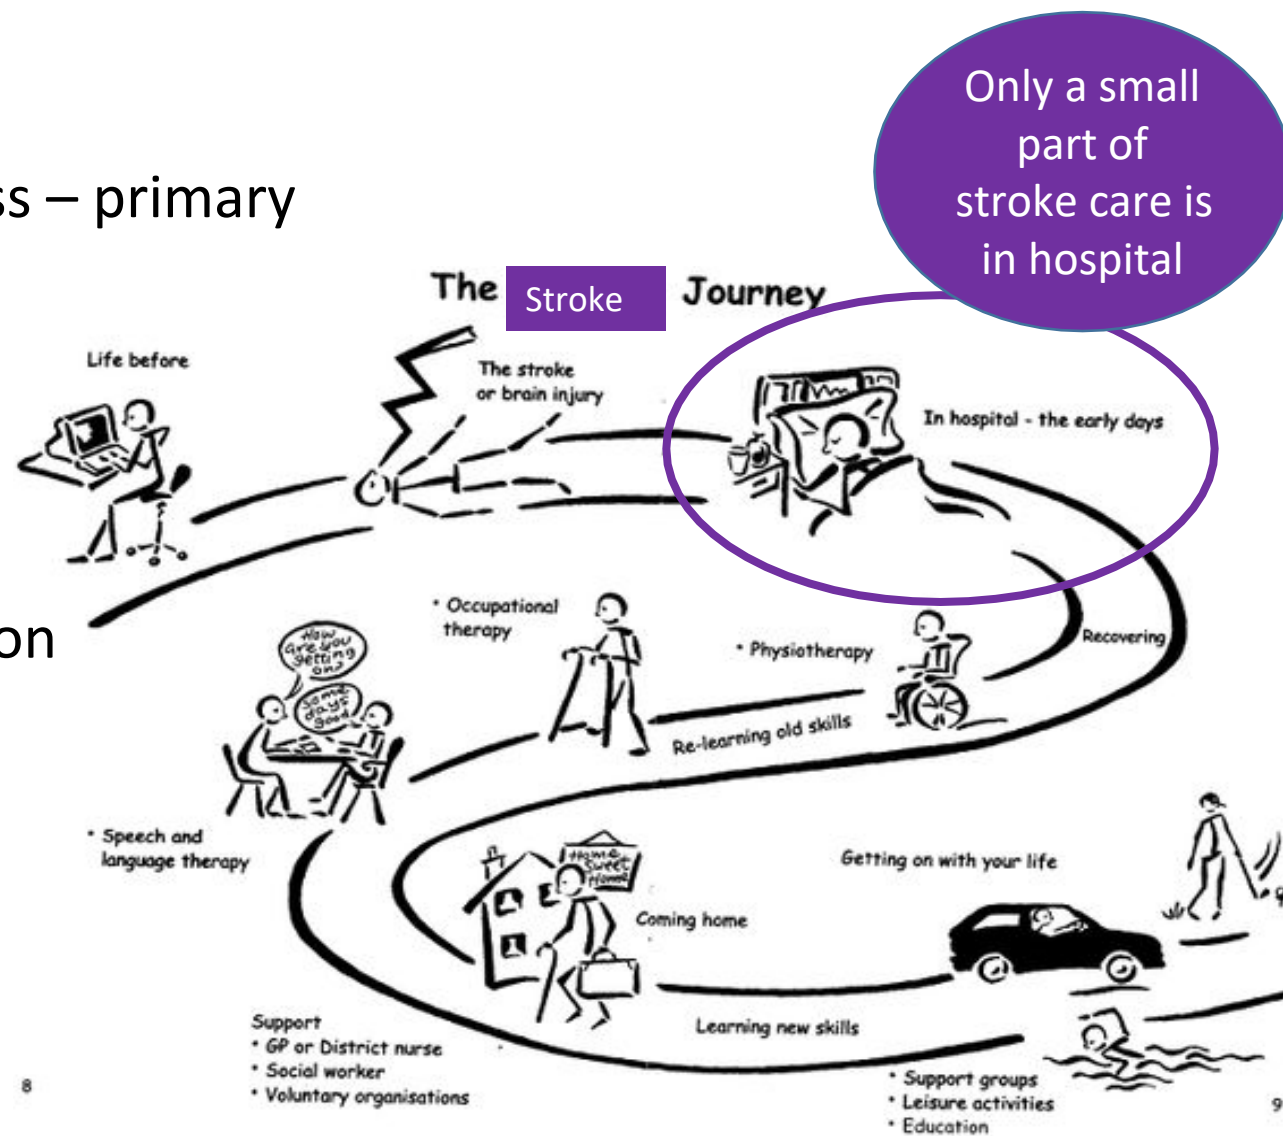 Only a small
part of
stroke care is
in hospital
ss – primary
The Stroke Journey
Life before
The stroke
or brain injury
In hospital - the early days
on
* Occupational
therapy
* Physiotherapy
Recovering
How
are you
getting
on?
Some
days
good
Re-learning old skills
* Speech and
language therapy
Home
Sweet
Home
Getting on with your life
Coming home
Learning new skills
Support
* GP or District nurse
* Social worker
* Voluntary organisations
* Support groups
* Leisure activities
* Education
8
9